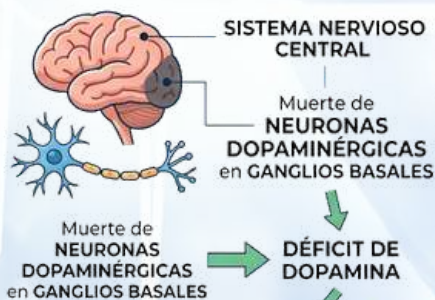 SISTEMA NERVIOSO
CENTRAL
Muerte de
NEURONAS
DOPAMINÉRGICAS
en GANGLIOS BASALES
Muerte de
NEURONAS
DOPAMINÉRGICAS
en GANGLIOS BASALES
DÉFICIT DE
DOPAMINA